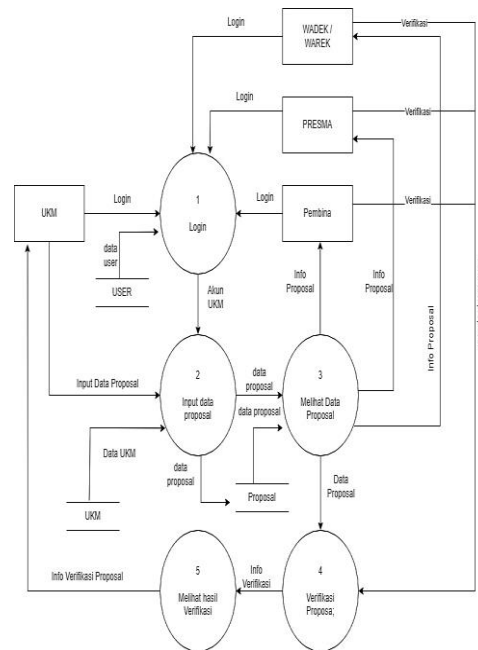 Login
WADEK /
WAREK
Verifikasi
Login
PRESMA
Verifikasi
1
Login
UKM
Login
Login
Pembina
Verifikasi
data
user
USER
Akun
UKM
Info
Proposal
Info
Proposal
Info Proposal
2
Input data
proposal
data
proposal
data proposal
3
Melihat Data
Proposal
Input Data Proposal
Data UKM
UKM
data
proposal
Proposal
Data
Proposal
Info Verifikasi Proposal
5
Melihat hasil
Verifikasi
Info
Verifikasi
4
Verifikasi
Proposa;